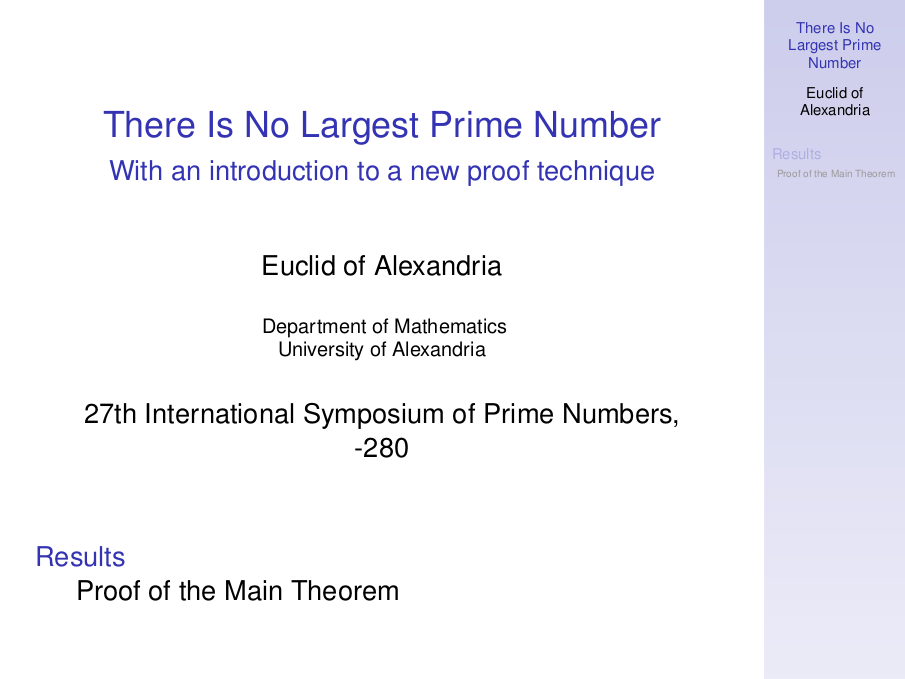 There Is No Largest Prime Number
With an introduction to a new proof technique
Euclid of Alexandria
Department of Mathematics
University of Alexandria
27th International Symposium of Prime Numbers,
-280
Results
Proof of the Main Theorem
There Is No
Largest Prime
Number
Euclid of
Alexandria
Results
Proof of the Main Theorem